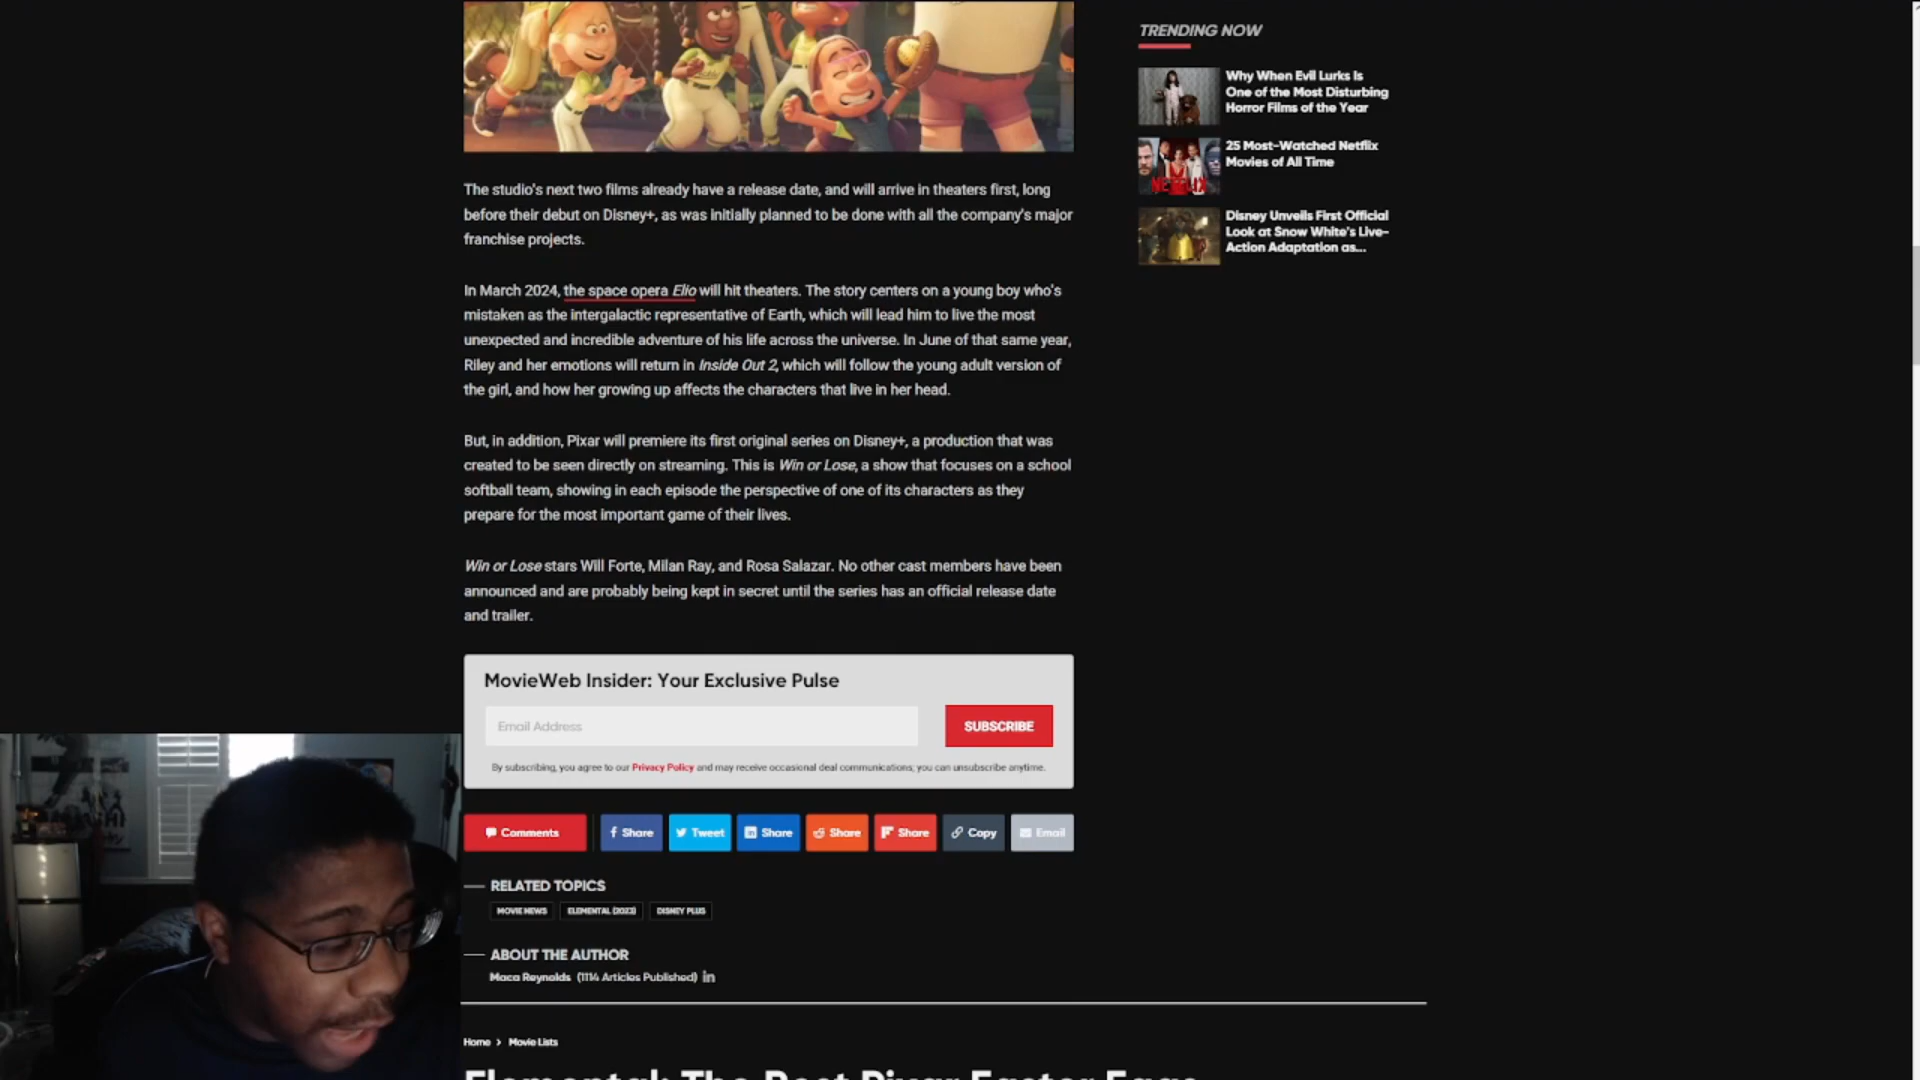 TRENDING NOW
Why When Evil Lurks Is
One of the Most Disturbing
Horror Films of the Year
25 Most-Watched Netflix
Movies of All Time
NETFLIX
Disney Unveils First Official
Look at Snow White's Live-
Action Adaptation as...
The studio's next two films already have a release date, and will arrive in theaters first, long
before their debut on Disney+, as was initially planned to be done with all the company's major
franchise projects.
In March 2024, the space opera Elio will hit theaters. The story centers on a young boy who's
mistaken as the intergalactic representative of Earth, which will lead him to live the most
unexpected and incredible adventure of his life across the universe. In June of that same year,
Riley and her emotions will return in Inside Out 2, which will follow the young adult version of
the girl, and how her growing up affects the characters that live in her head.
But, in addition, Pixar will premiere its first original series on Disney+, a production that was
created to be seen directly on streaming. This is Win or Lose, a show that focuses on a school
softball team, showing in each episode the perspective of one of its characters as they
prepare for the most important game of their lives.
Win or Lose stars Will Forte, Milan Ray, and Rosa Salazar. No other cast members have been
announced and are probably being kept in secret until the series has an official release date
and trailer.
MovieWeb Insider: Your Exclusive Pulse
Email Address
SUBSCRIBE
By subscribing, you agree to our Privacy Policy and may receive occasional deal communications; you can unsubscribe anytime.
Comments
Share
Tweet
Share
Share
Share
Copy
Email
RELATED TOPICS
MOVIE NEWS
ELEMENTAL (2023)
DISNEY PLUS
ABOUT THE AUTHOR
Maca Reynolds (1114 Articles Published) in
Home > Movie Lists
Elemental: The Best Pixar Easter Eggs